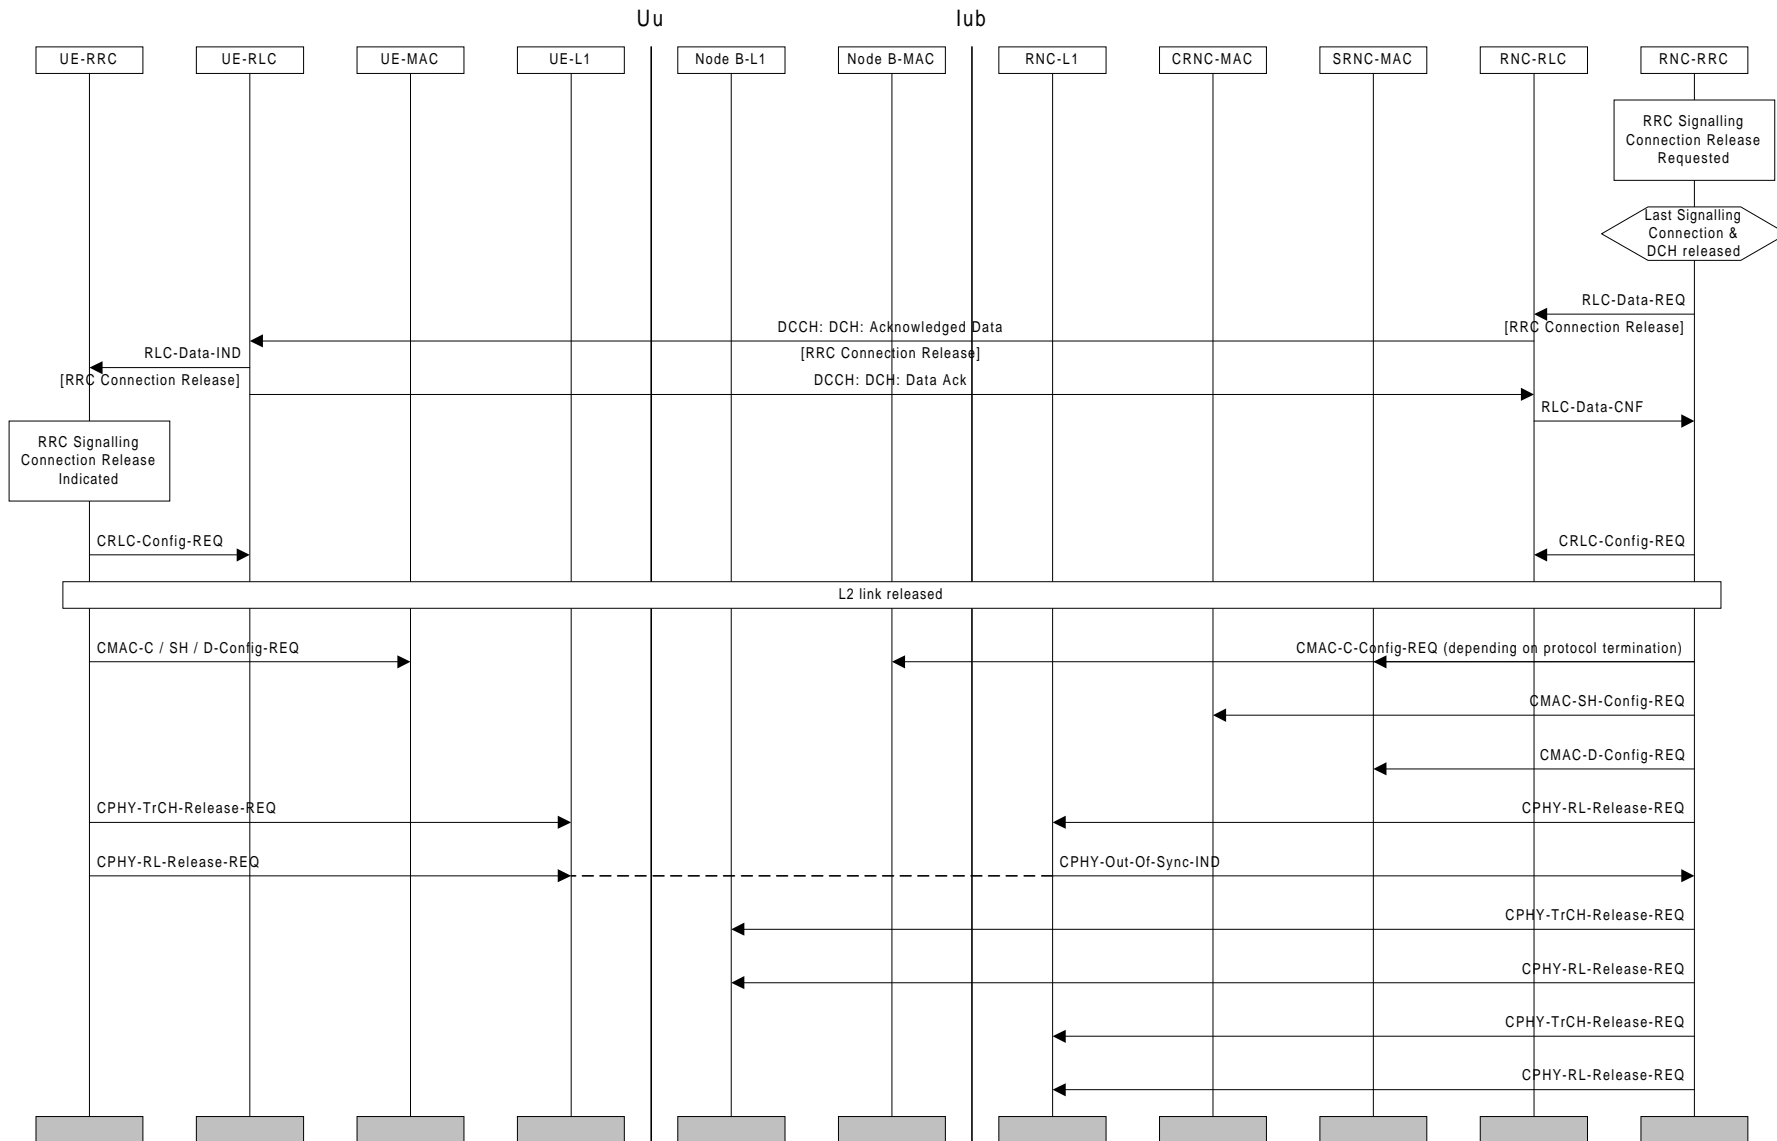 Uu
Iub
UE-RRC
UE-RLC
UE-MAC
UE-L1
Node B-L1
Node B-MAC
RNC-L1
CRNC-MAC
SRNC-MAC
RNC-RLC
RNC-RRC
RRC Signalling
Connection Release
Requested
Last Signalling
Connection &
DCH released
RLC-Data-REQ
[RRC Connection Release]
DCCH: DCH: Acknowledged Data
[RRC Connection Release]
RLC-Data-IND
[RRC Connection Release]
DCCH: DCH: Data Ack
RLC-Data-CNF
RRC Signalling
Connection Release
Indicated
CRLC-Config-REQ
CRLC-Config-REQ
L2 link released
CMAC-C / SH / D-Config-REQ
CMAC-C-Config-REQ (depending on protocol termination)
CMAC-SH-Config-REQ
CMAC-D-Config-REQ
CPHY-TrCH-Release-REQ
CPHY-RL-Release-REQ
CPHY-RL-Release-REQ
CPHY-Out-Of-Sync-IND
CPHY-TrCH-Release-REQ
CPHY-RL-Release-REQ
CPHY-TrCH-Release-REQ
CPHY-RL-Release-REQ